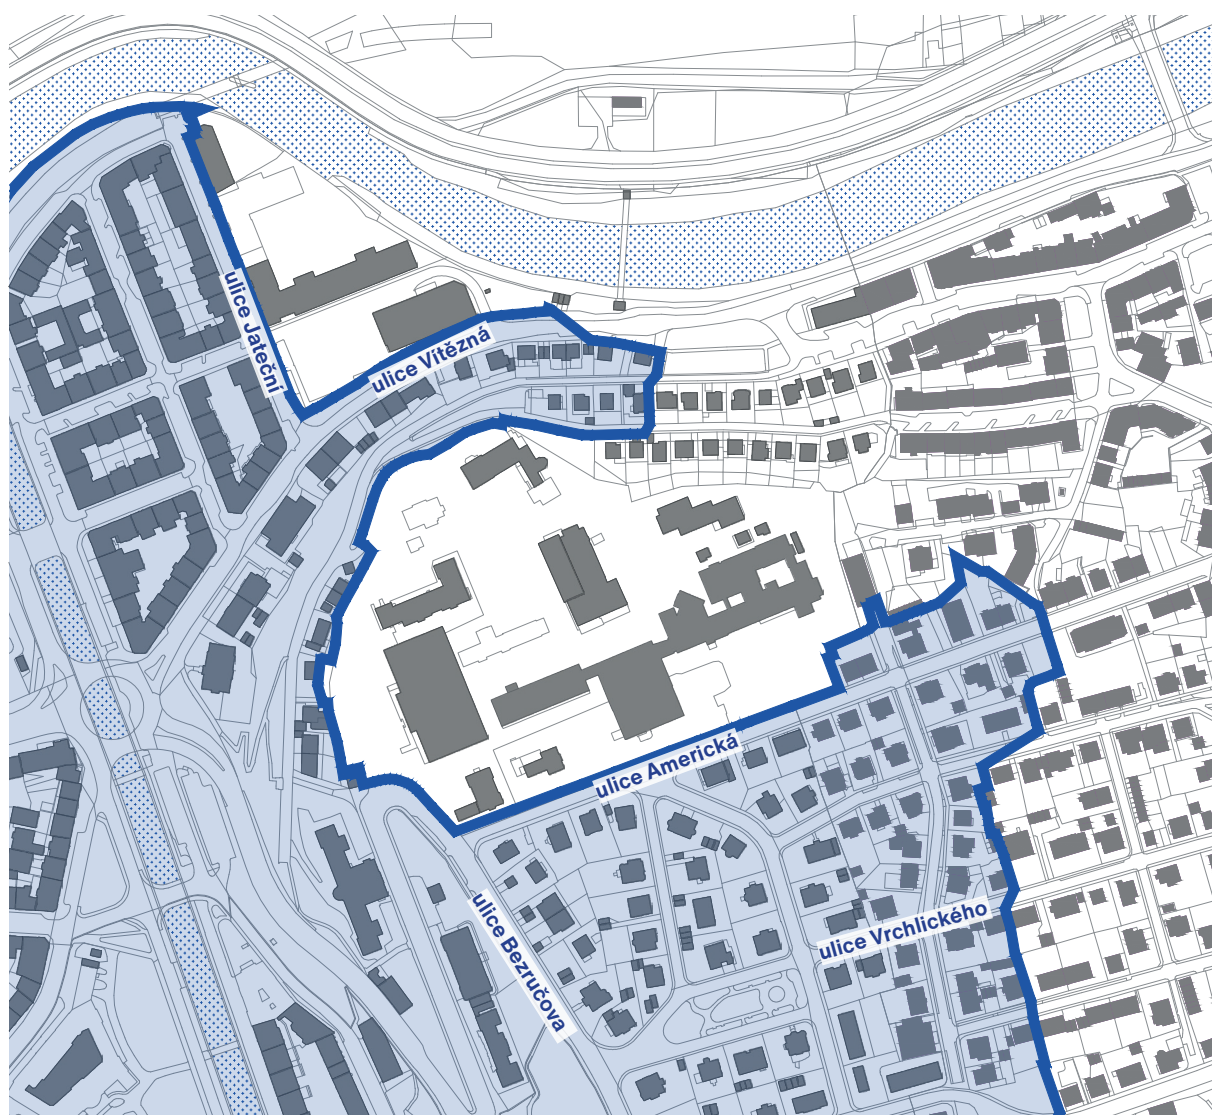 ulice Jateční
ulice Vítězná
ulice Americká
ulice Bezručova
ulice Vrchlického